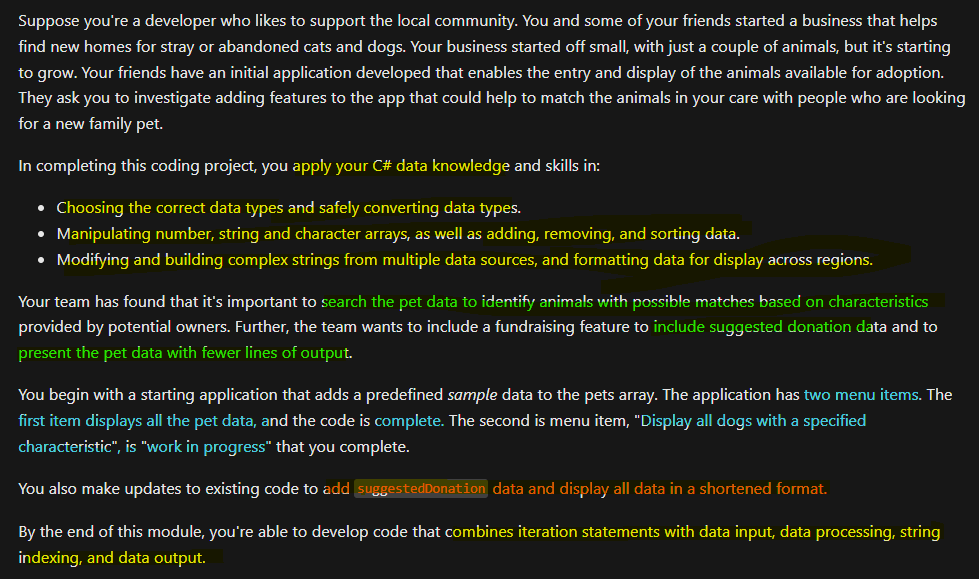 Suppose you're a developer who likes to support the local community. You and some of your friends started a business that helps
find new homes for stray or abandoned cats and dogs. Your business started off small, with just a couple of animals, but it's starting
to grow. Your friends have an initial application developed that enables the entry and display of the animals available for adoption.
They ask you to investigate adding features to the app that could help to match the animals in your care with people who are looking
for a new family pet.
In completing this coding project, you apply your C# data knowledge and skills in:
• Choosing the correct data types and safely converting data types.
• Manipulating number, string and character arrays, as well as adding, removing, and sorting data.
• Modifying and building complex strings from multiple data sources, and formatting data for display across regions.
Your team has found that it's important to search the pet data to identify animals with possible matches based on characteristics
provided by potential owners. Further, the team wants to include a fundraising feature to include suggested donation data and to
present the pet data with fewer lines of output.
You begin with a starting application that adds a predefined sample data to the pets array. The application has two menu items. The
first item displays all the pet data, and the code is complete. The second is menu item, "Display all dogs with a specified
characteristic", is "work in progress" that you complete.
You also make updates to existing code to add suggestedDonation data and display all data in a shortened format.
By the end of this module, you're able to develop code that combines iteration statements with data input, data processing, string
indexing, and data output.